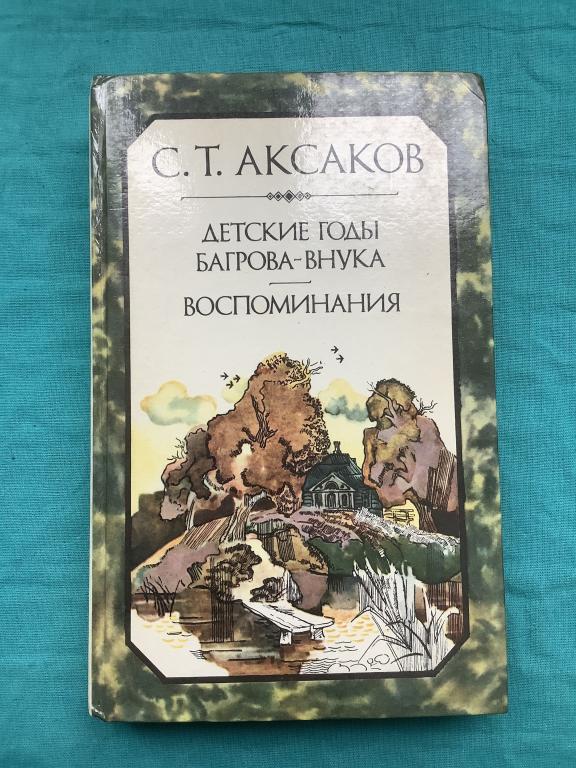 С. Т. АКСАКОВ
ДЕТСКИЕ ГОДЫ
БАГРОВА-ВНУКА
ВОСПОМИНАНИЯ